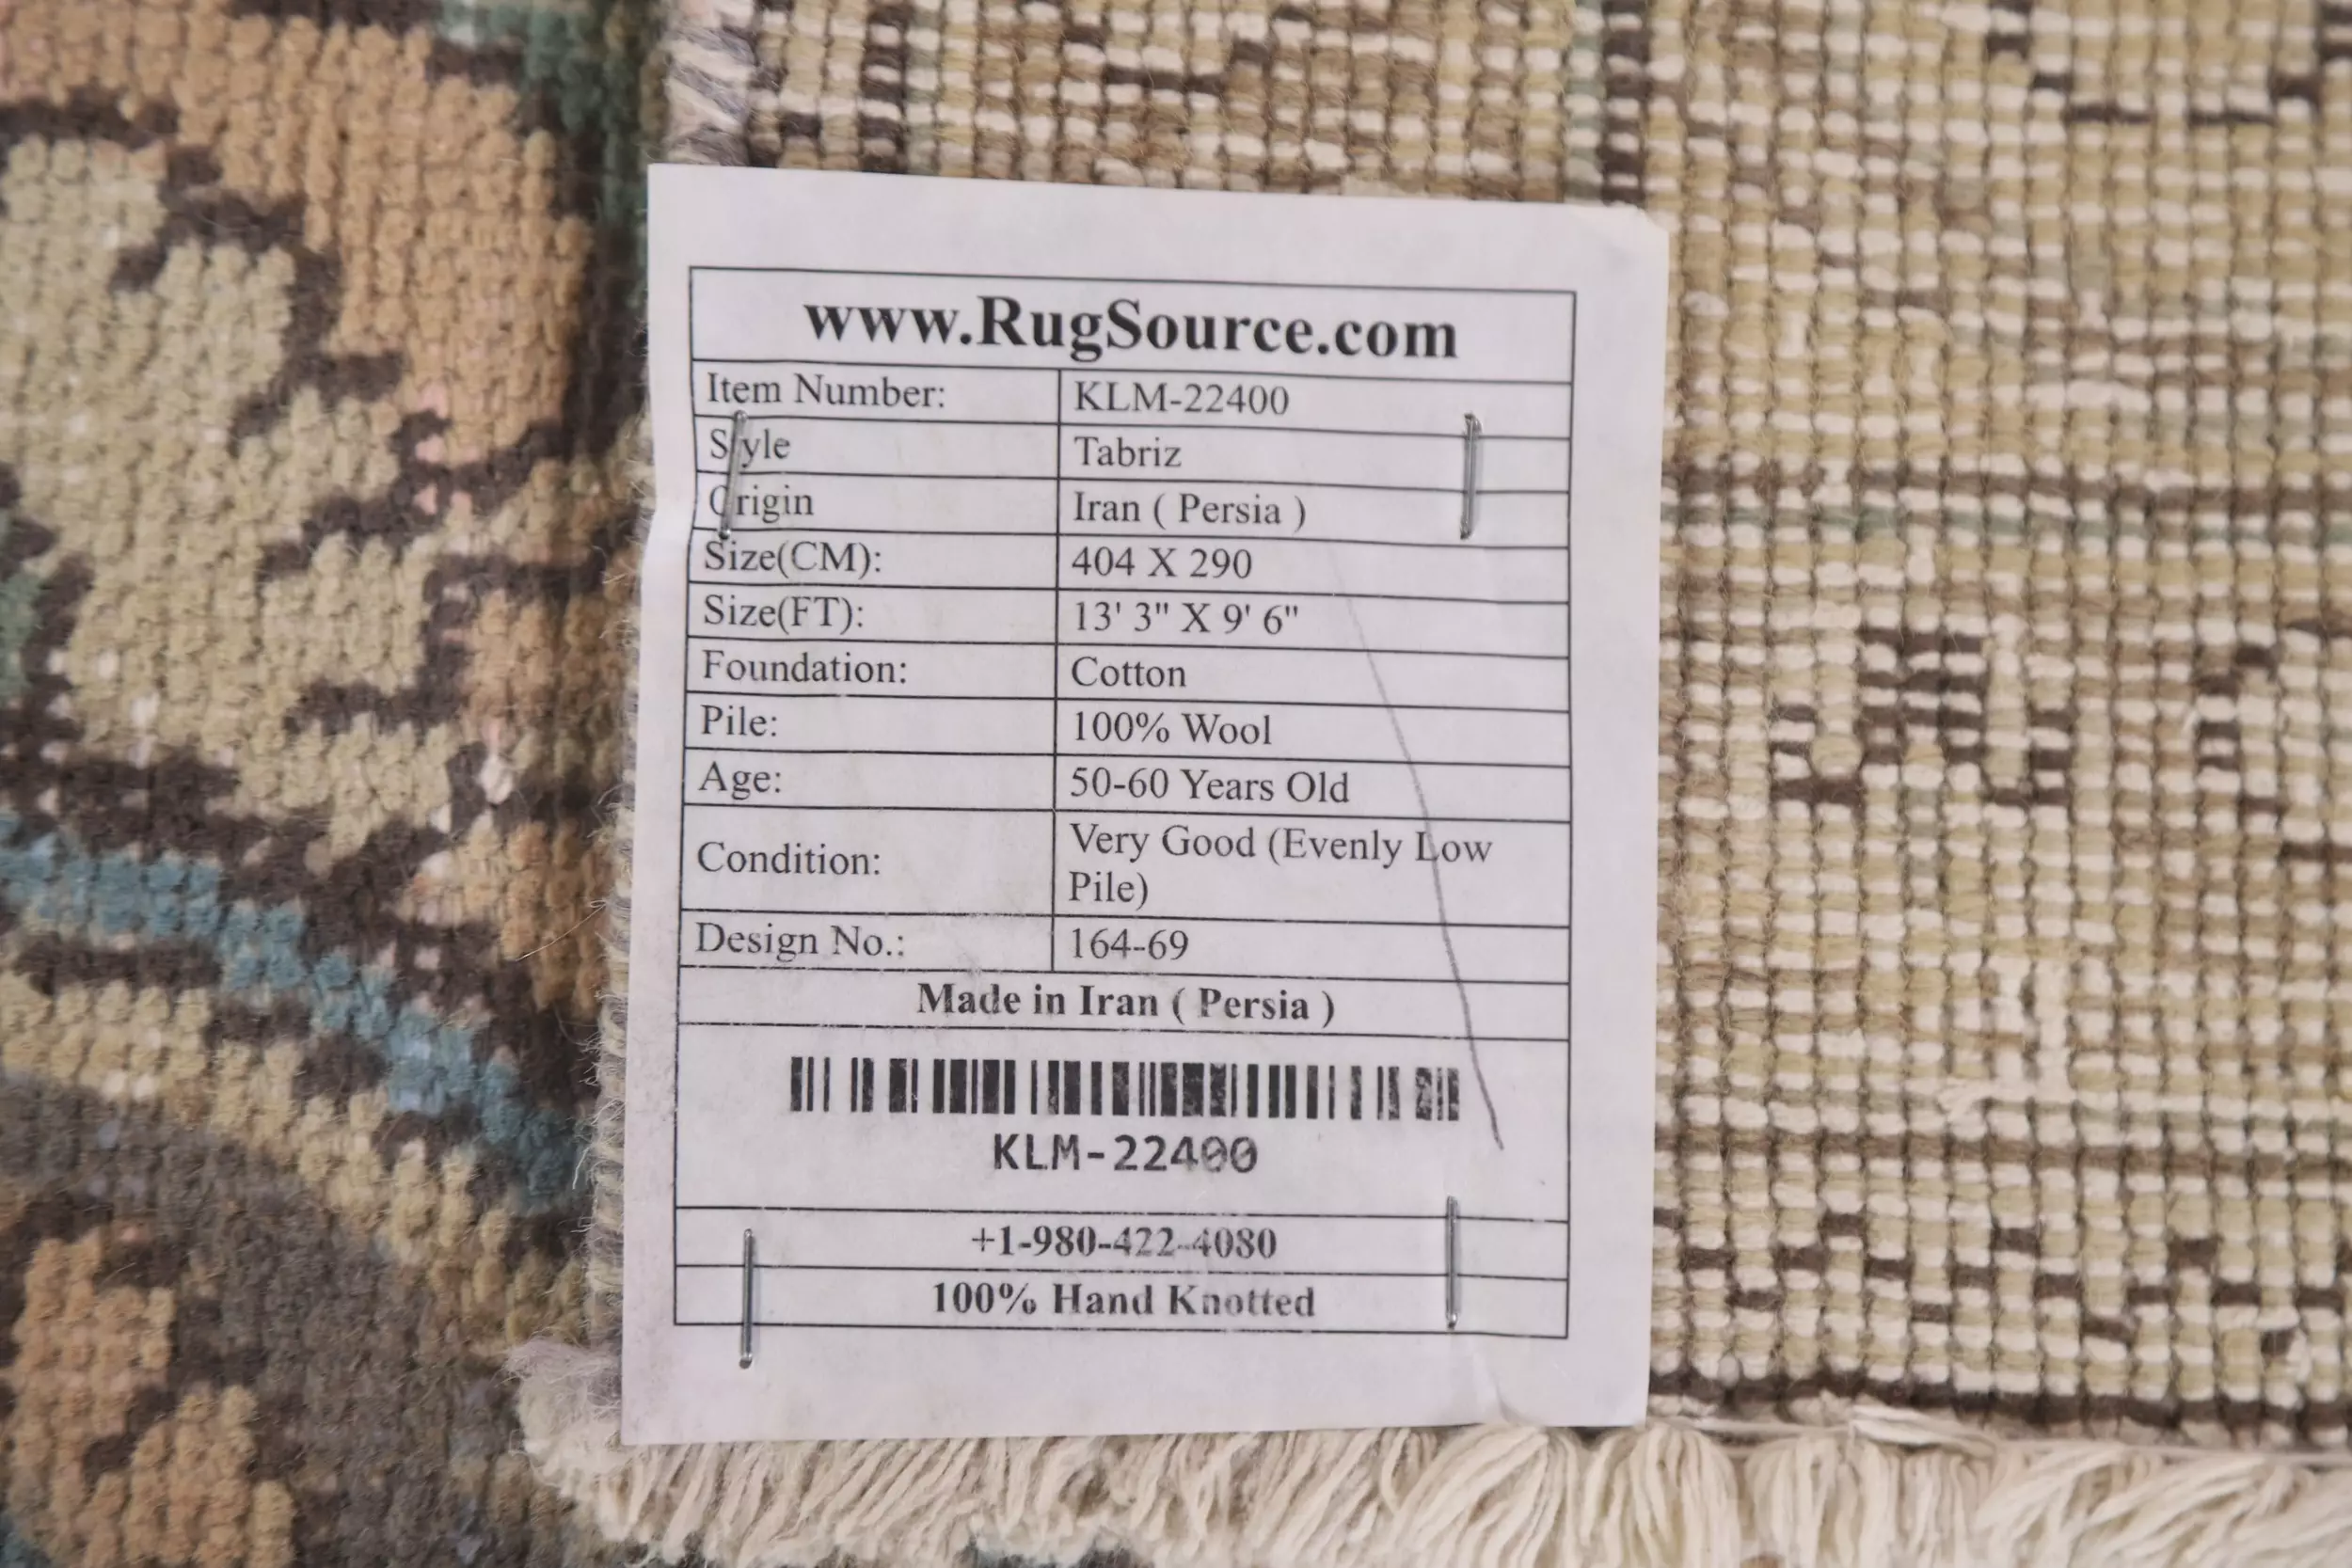 www.RugSource.com
Item Number: KLM-22400
Style Tabriz
Origin Iran ( Persia )
Size(CM): 404 X 290
Size(FT): 13' 3" X 9' 6"
Foundation: Cotton
Pile: 100% Wool
Age: 50-60 Years Old
Condition: Very Good (Evenly Low
Pile)
Design No.: 164-69
Made in Iran ( Persia )
KLM-22400
+1-980-422-4080
100% Hand Knotted